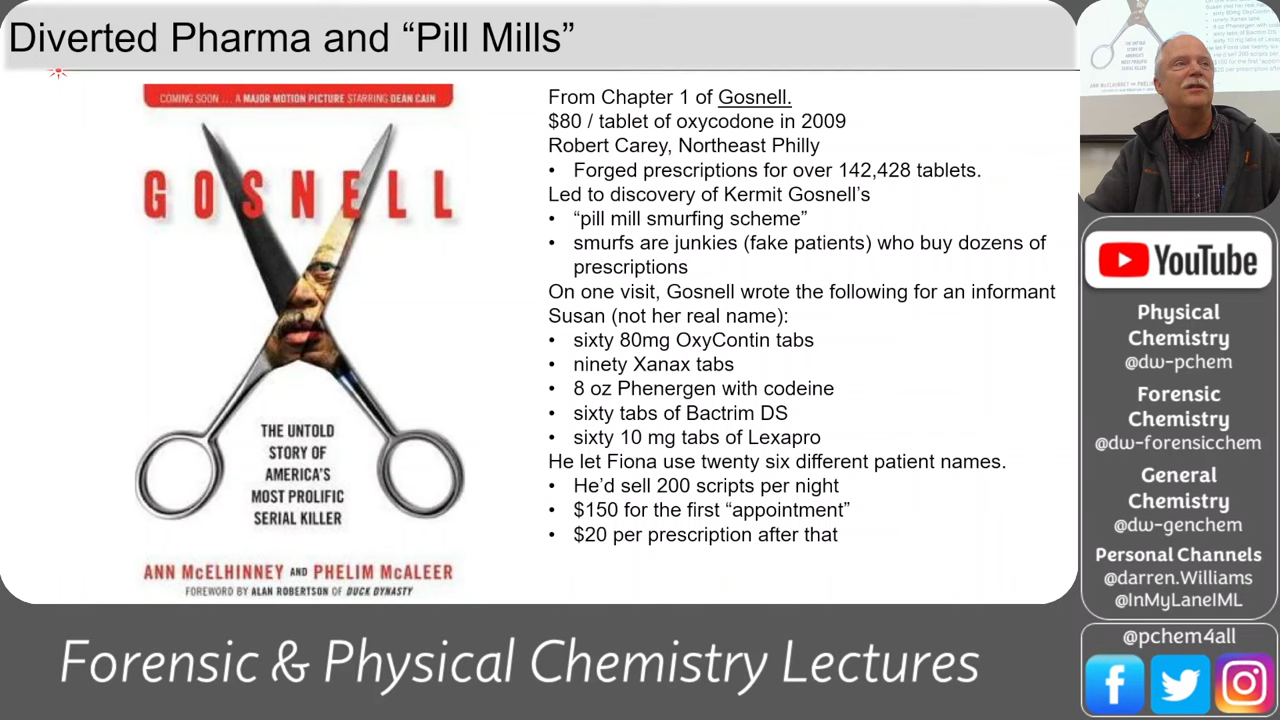 Diverted Pharma and “Pill Mills”
COMING SOON ... A MAJOR MOTION PICTURE STARRING DEAN CAIN
GOSNELL
THE UNTOLD
STORY OF
AMERICA'S
MOST PROLIFIC
SERIAL KILLER
ANN McELHINNEY AND PHELIM McALEER
FOREWORD BY ALAN ROBERTSON OF DUCK DYNASTY
From Chapter 1 of Gosnell.
$80 / tablet of oxycodone in 2009
Robert Carey, Northeast Philly
• Forged prescriptions for over 142,428 tablets.
Led to discovery of Kermit Gosnell’s
• “pill mill smurfing scheme”
• smurfs are junkies (fake patients) who buy dozens of
prescriptions
On one visit, Gosnell wrote the following for an informant
Susan (not her real name):
• sixty 80mg OxyContin tabs
• ninety Xanax tabs
• 8 oz Phenergen with codeine
• sixty tabs of Bactrim DS
• sixty 10 mg tabs of Lexapro
He let Fiona use twenty six different patient names.
• He’d sell 200 scripts per night
• $150 for the first “appointment”
• $20 per prescription after that
YouTube
Physical
Chemistry
@dw-pchem
Forensic
Chemistry
@dw-forensicchem
General
Chemistry
@dw-genchem
Personal Channels
@darren.Williams
@InMyLaneIML
@pchem4all
Forensic & Physical Chemistry Lectures